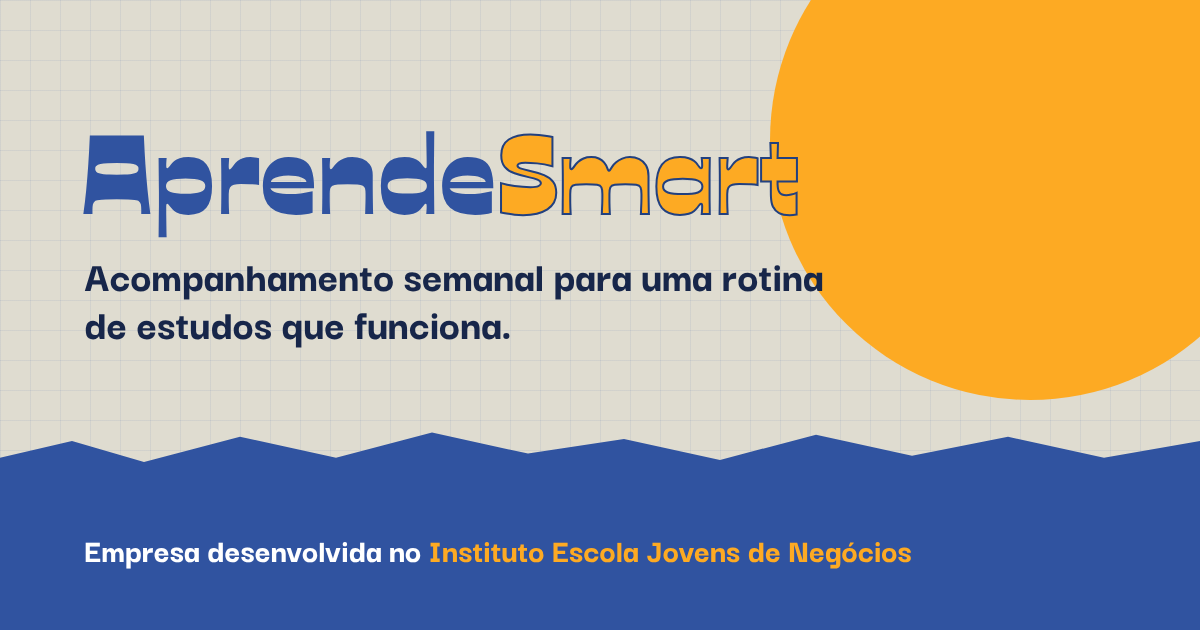 AprendeSmart
Acompanhamento semanal para uma rotina
de estudos que funciona.
Empresa desenvolvida no Instituto Escola Jovens de Negócios